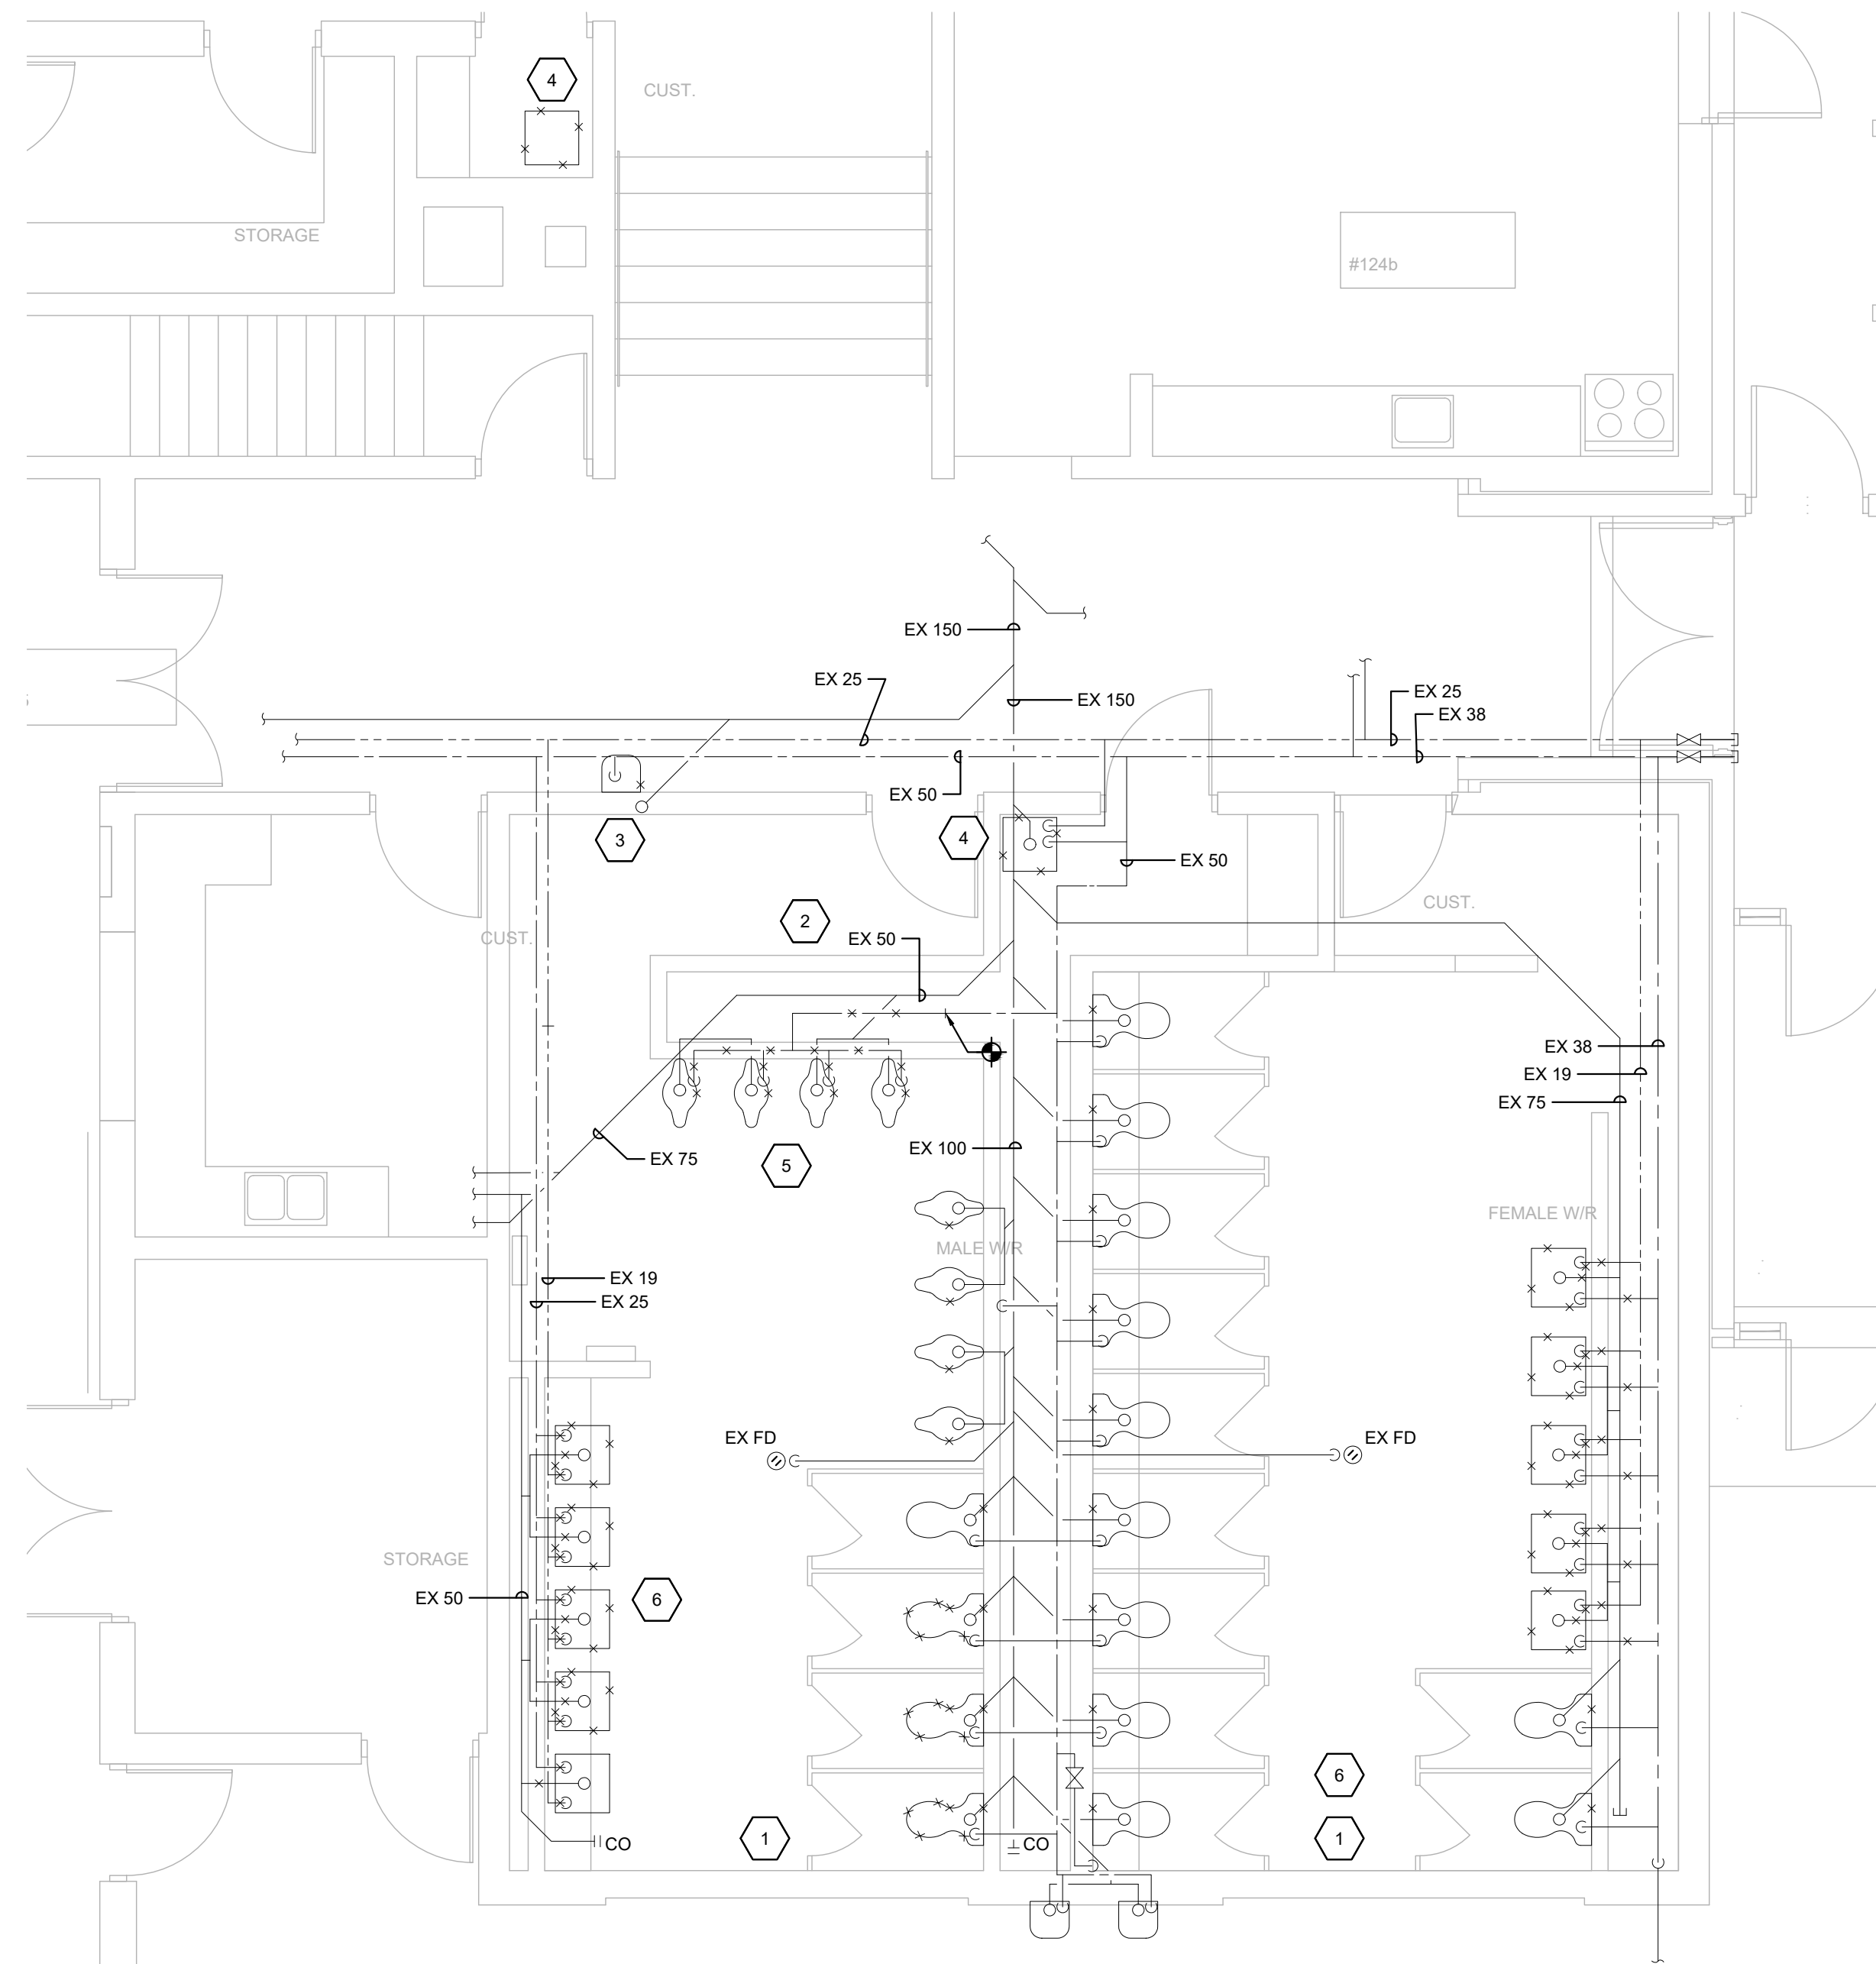 4
CUST.
STORAGE
#124b
EX 150
EX 25
EX 150
EX 25
EX 38
EX 50
3
4
EX 50
CUST.
2
CUST.
EX 50
EX 38
EX 19
EX 75
EX 100
EX 75
5
FEMALE W/R
MALE W/R
EX 19
EX 25
EX FD
EX FD
STORAGE
EX 50
6
6
1
1
CO
CO